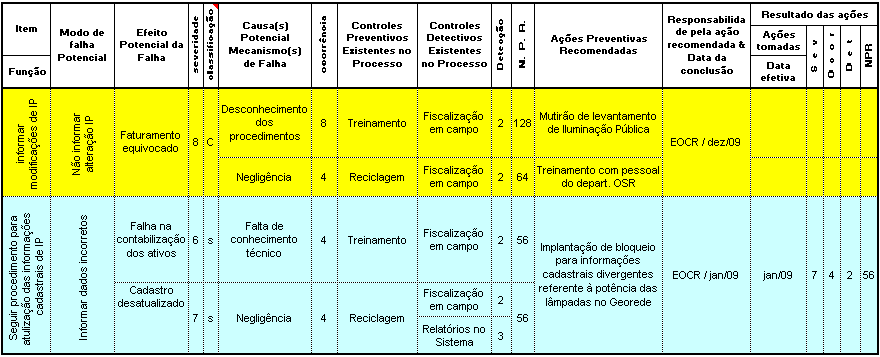 Item
Função
Modo de falha Potencial
Efeito Potencial da Falha
severidade
classificação
Causa(s) Potencial Mecanismo(s) de Falha
ocorrência
Controles Preventivos Existentes no Processo
Controles Detectivos Existentes no Processo
Detecção
N. P. R.
Ações Preventivas Recomendadas
Responsabilida de pela ação recomendada & Data da conclusão
Resultado das ações
Ações tomadas
Data efetiva
S e v
O c o r
D e t
NPR
informar modificações de IP
Não informar alteração IP
Faturamento equivocado
8
C
Desconhecimento dos procedimentos
8
Treinamento
Fiscalização em campo
2
128
Mutirão de levantamento de Iluminação Pública
EOCR / dez/09
Negligência
4
Reciclagem
Fiscalização em campo
2
64
Treinamento com pessoal do depart. OSR
Seguir procedimento para atulização das informações cadastrais de IP
Informar dados incorretos
Falha na contabilização dos ativos
6
s
Falta de conhecimento técnico
4
Treinamento
Fiscalização em campo
2
56
Implantação de bloqueio para informações cadastrais divergentes referente à potência das lâmpadas no Georede
EOCR / jan/09
jan/09
7
4
2
56
Cadastro desatualizado
7
s
Negligência
4
Reciclagem
Fiscalização em campo
2
56
Relatórios no Sistema
3